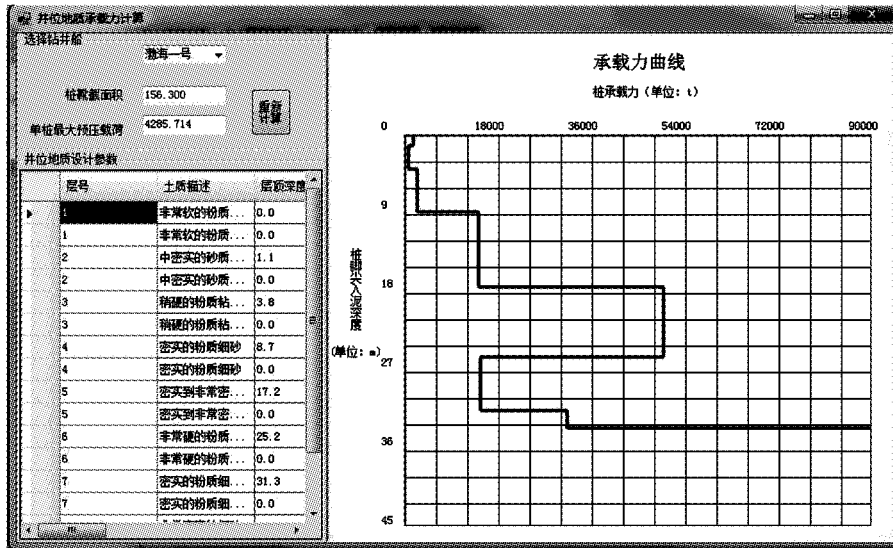 井位地质承载力计算
选择钻井船
渤海一号
桩靴截面积 156.300
单桩最大预压载荷 4285.714
重新
计算
井位地质设计参数
层号 土质描述 层顶深度
1 非常软的粉质... 0.0
1 非常软的粉质... 0.0
2 中密实的砂质... 1.1
2 中密实的砂质... 0.0
3 稍硬的粉质粘... 3.8
3 稍硬的粉质粘... 0.0
4 密实的粉质细砂 8.7
4 密实的粉质细砂 0.0
5 密实到非常密... 17.2
5 密实到非常密... 0.0
6 非常硬的粉质... 25.2
6 非常硬的粉质... 0.0
7 密实的粉质细... 31.3
7 密实的粉质细... 0.0
承载力曲线
桩承载力（单位：t）
0 18000 36000 54000 72000 90000
9
18
27
36
45
桩脚尖入泥深度
(单位：m)